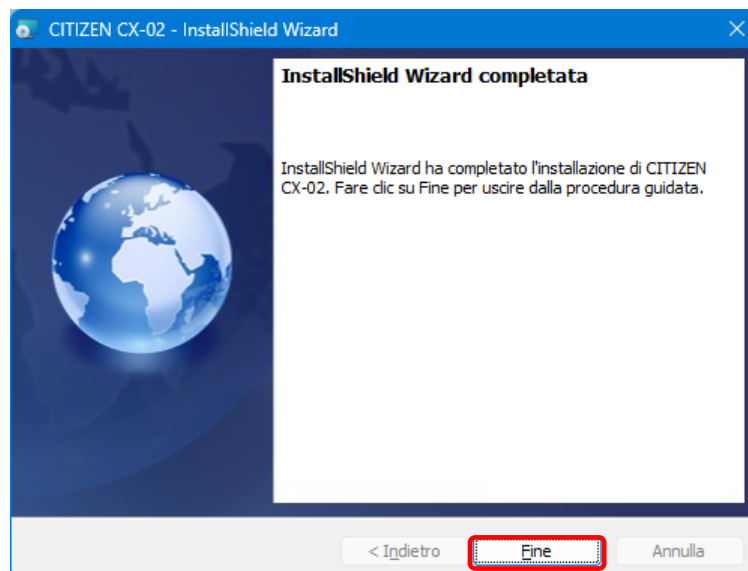 CITIZEN CX-02 - InstallShield Wizard
InstallShield Wizard completata
InstallShield Wizard ha completato l'installazione di CITIZEN
CX-02. Fare clic su Fine per uscire dalla procedura guidata.
< Indietro Fine Annulla